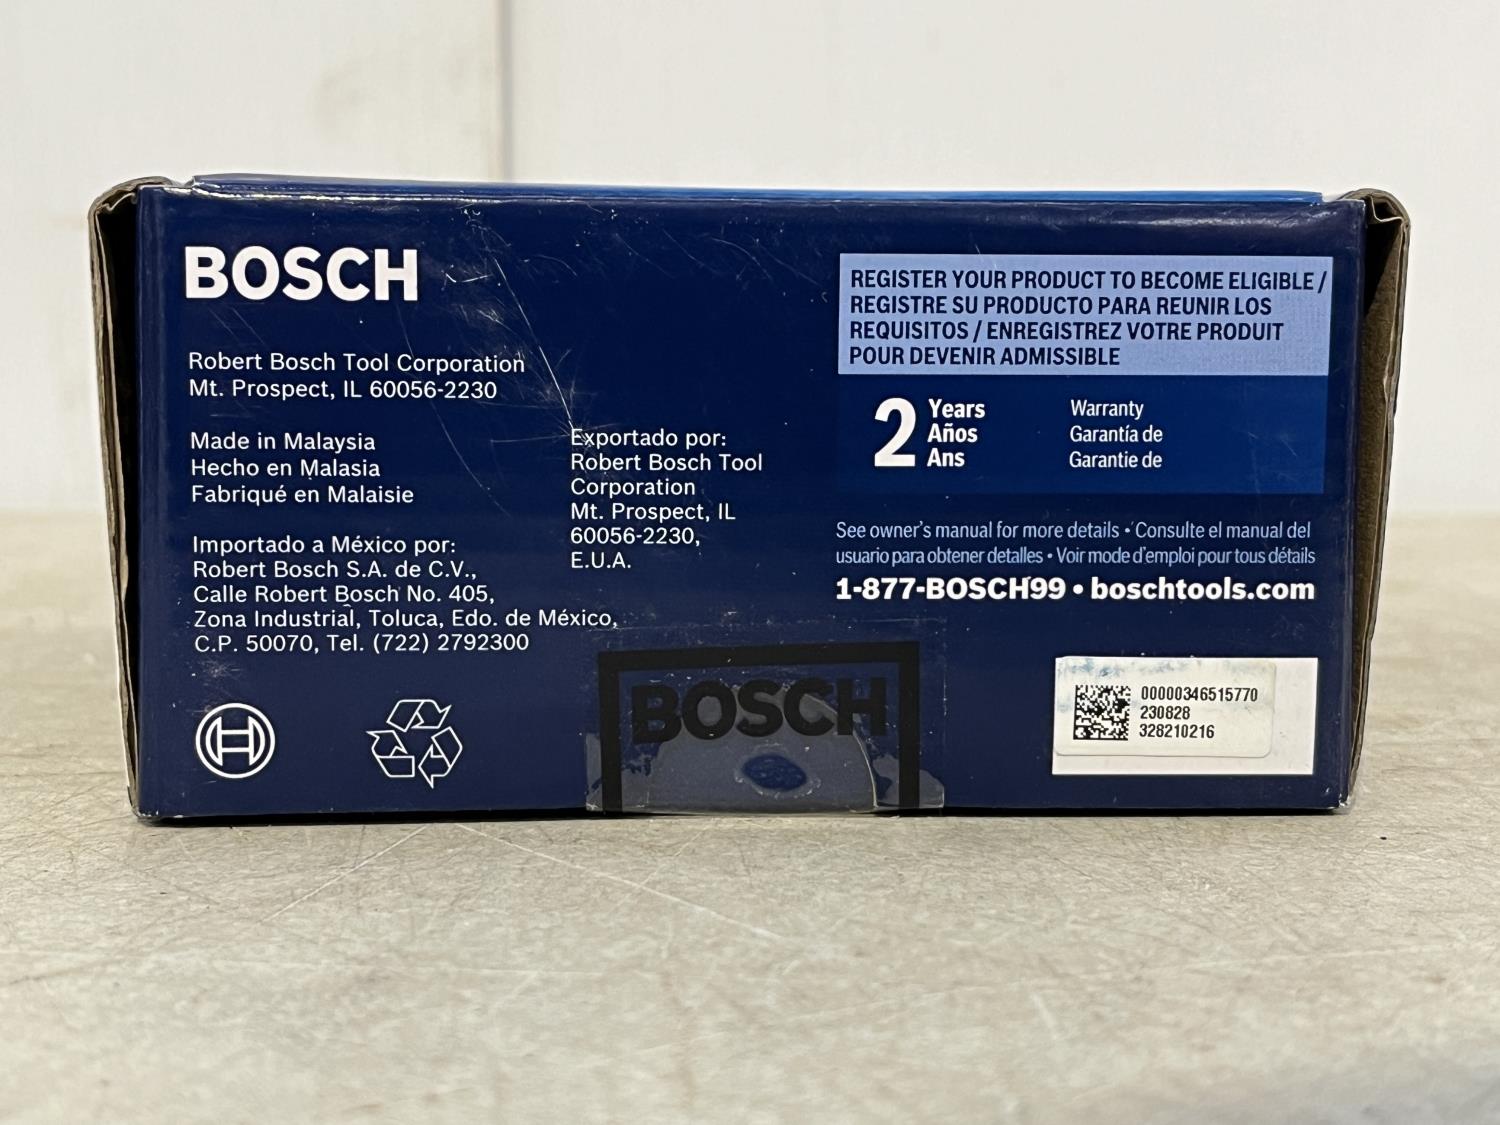 BOSCH
Robert Bosch Tool Corporation
Mt. Prospect, IL 60056-2230
Made in Malaysia
Hecho en Malasia
Fabriqué en Malaisie
Importado a México por:
Robert Bosch S.A. de C.V.,
Calle Robert Bosch No. 405,
Zona Industrial, Toluca, Edo. de México,
C.P. 50070, Tel. (722) 2792300
Exportado por:
Robert Bosch Tool
Corporation
Mt. Prospect, IL
60056-2230,
E.U.A.
REGISTER YOUR PRODUCT TO BECOME ELIGIBLE /
REGISTRE SU PRODUCTO PARA REUNIR LOS
REQUISITOS / ENREGISTREZ VOTRE PRODUIT
POUR DEVENIR ADMISSIBLE
2 Years Warranty
Años Garantía de
Ans Garantie de
See owner's manual for more details • Consulte el manual del
usuario para obtener detalles • Voir mode d'emploi pour tous détails
1-877-BOSCH99 • boschtools.com
BOSCH
00000346515770
230828
328210216